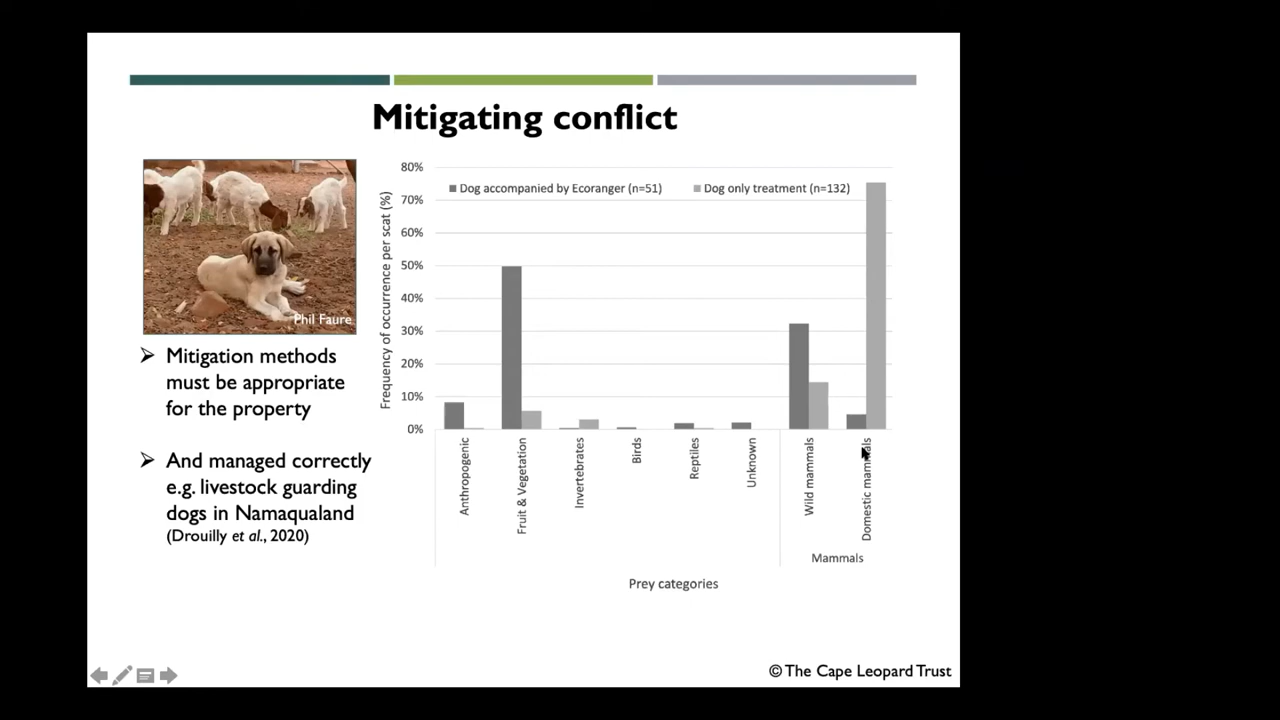 Mitigating conflict
Phil Faure
➢ Mitigation methods
must be appropriate
for the property
➢ And managed correctly
e.g. livestock guarding
dogs in Namaqualand
(Drouilly et al., 2020)
Frequency of occurrence per scat (%)
80%
70%
60%
50%
40%
30%
20%
10%
0%
Dog accompanied by Ecoranger (n=51)
Dog only treatment (n=132)
Anthropogenic
Fruit & Vegetation
Invertebrates
Birds
Reptiles
Unknown
Wild mammals
Domestic mammals
Mammals
Prey categories
© The Cape Leopard Trust